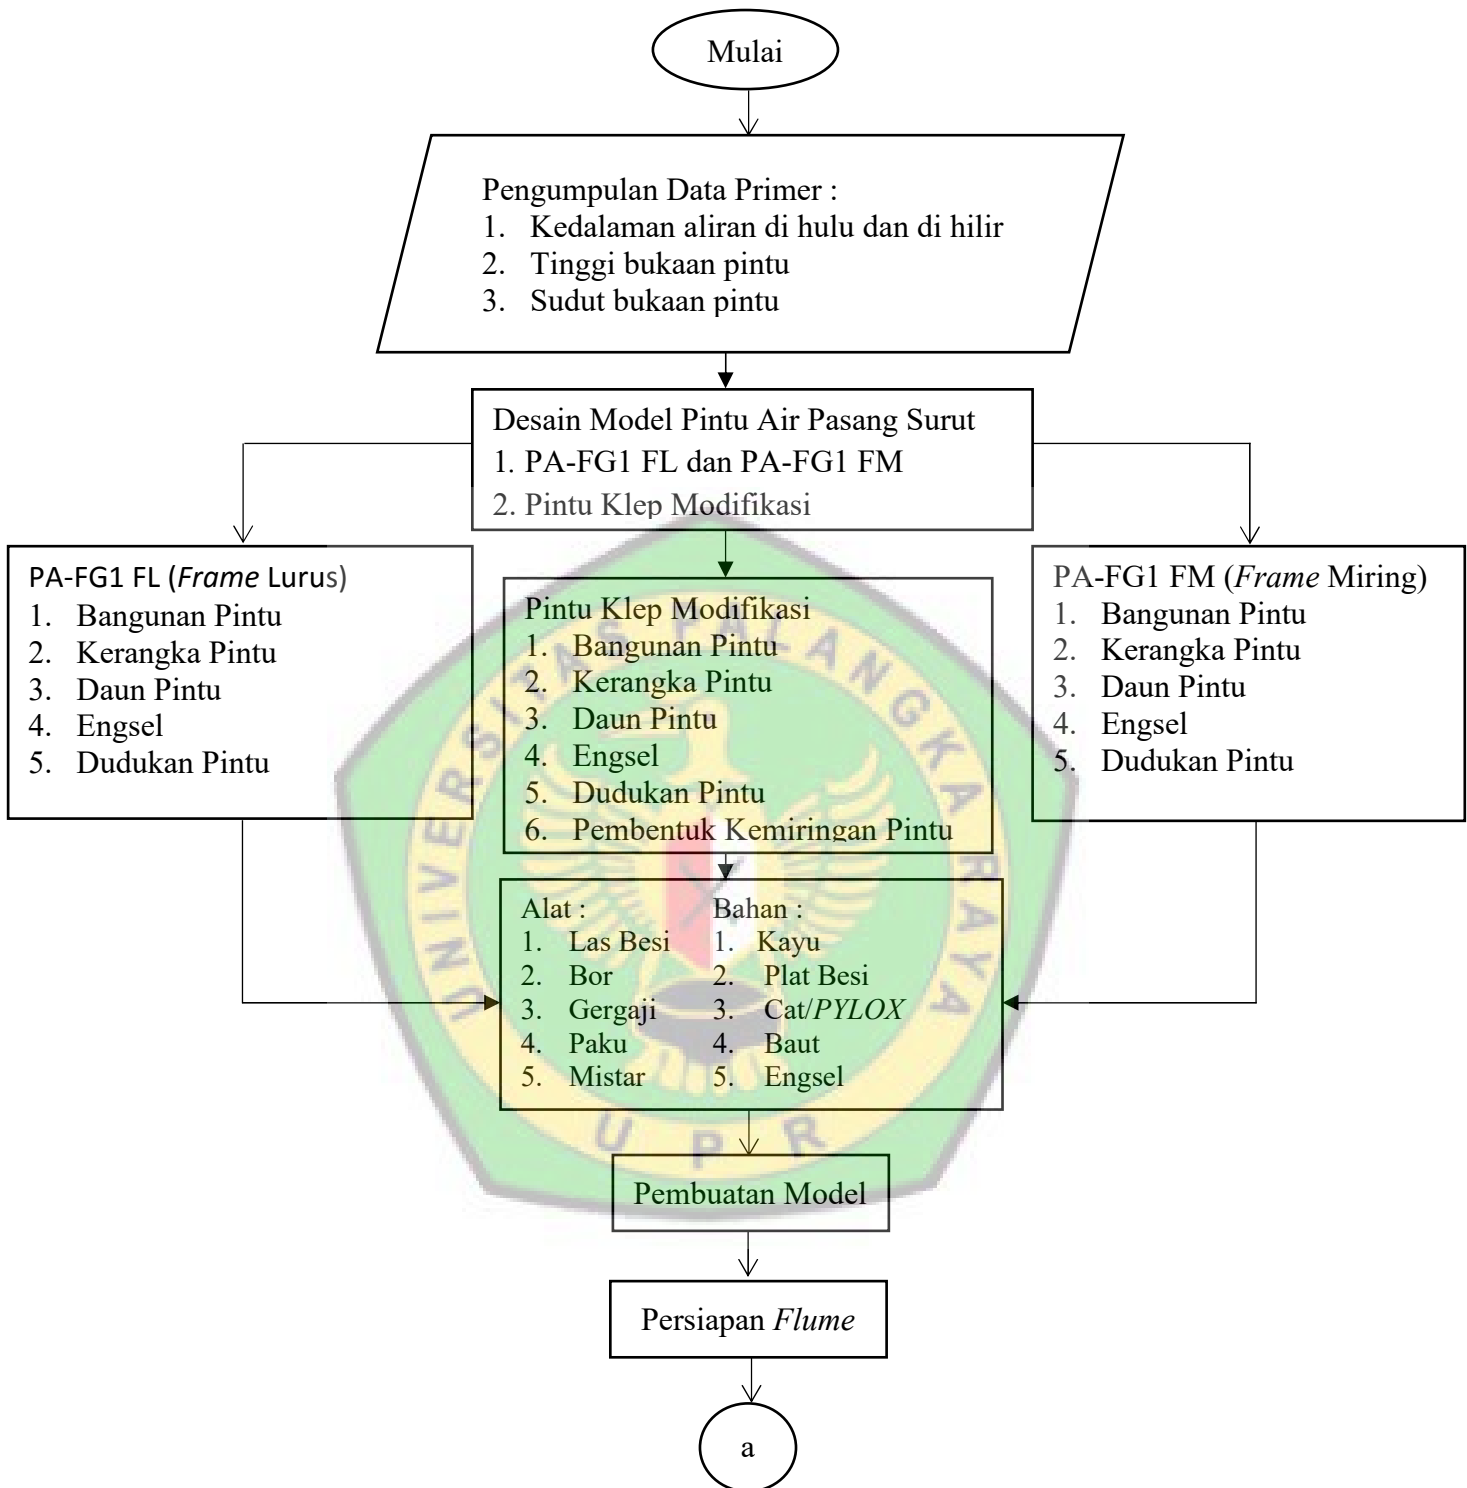 Mulai
Pengumpulan Data Primer :
1. Kedalaman aliran di hulu dan di hilir
2. Tinggi bukaan pintu
3. Sudut bukaan pintu
Desain Model Pintu Air Pasang Surut
1. PA-FG1 FL dan PA-FG1 FM
2. Pintu Klep Modifikasi
PA-FG1 FL (Frame Lurus)
1. Bangunan Pintu
2. Kerangka Pintu
3. Daun Pintu
4. Engsel
5. Dudukan Pintu
Pintu Klep Modifikasi
1. Bangunan Pintu
2. Kerangka Pintu
3. Daun Pintu
4. Engsel
5. Dudukan Pintu
6. Pembentuk Kemiringan Pintu
PA-FG1 FM (Frame Miring)
1. Bangunan Pintu
2. Kerangka Pintu
3. Daun Pintu
4. Engsel
5. Dudukan Pintu
Alat :
1. Las Besi
2. Bor
3. Gergaji
4. Paku
5. Mistar
Bahan :
1. Kayu
2. Plat Besi
3. Cat/PYLOX
4. Baut
5. Engsel
Pembuatan Model
Persiapan Flume
a
UNIVERSITAS PALANGKA RAYA
UPR